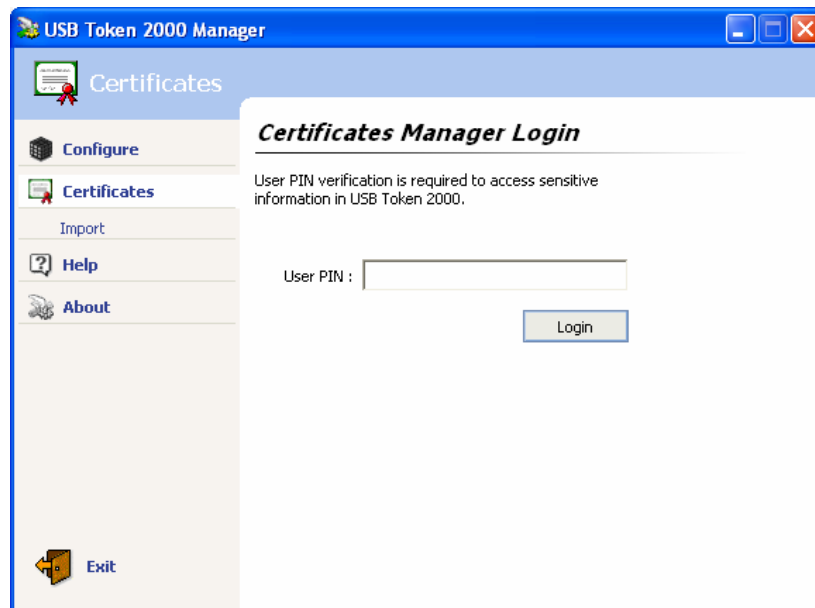 USB Token 2000 Manager
Certificates
Configure
Certificates
Import
Help
About
Exit
Certificates Manager Login
User PIN verification is required to access sensitive
information in USB Token 2000.
User PIN :
Login